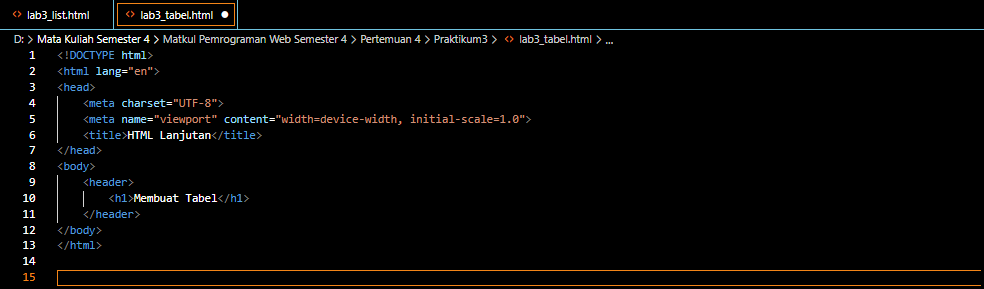 lab3_list.html lab3_tabel.html
D: > Mata Kuliah Semester 4 > Matkul Pemrograman Web Semester 4 > Pertemuan 4 > Praktikum3 > <> lab3_tabel.html > ...
1 <!DOCTYPE html>
2 <html lang="en">
3 <head>
4 <meta charset="UTF-8">
5 <meta name="viewport" content="width=device-width, initial-scale=1.0">
6 <title>HTML Lanjutan</title>
7 </head>
8 <body>
9 <header>
10 <h1>Membuat Tabel</h1>
11 </header>
12 </body>
13 </html>
14
15